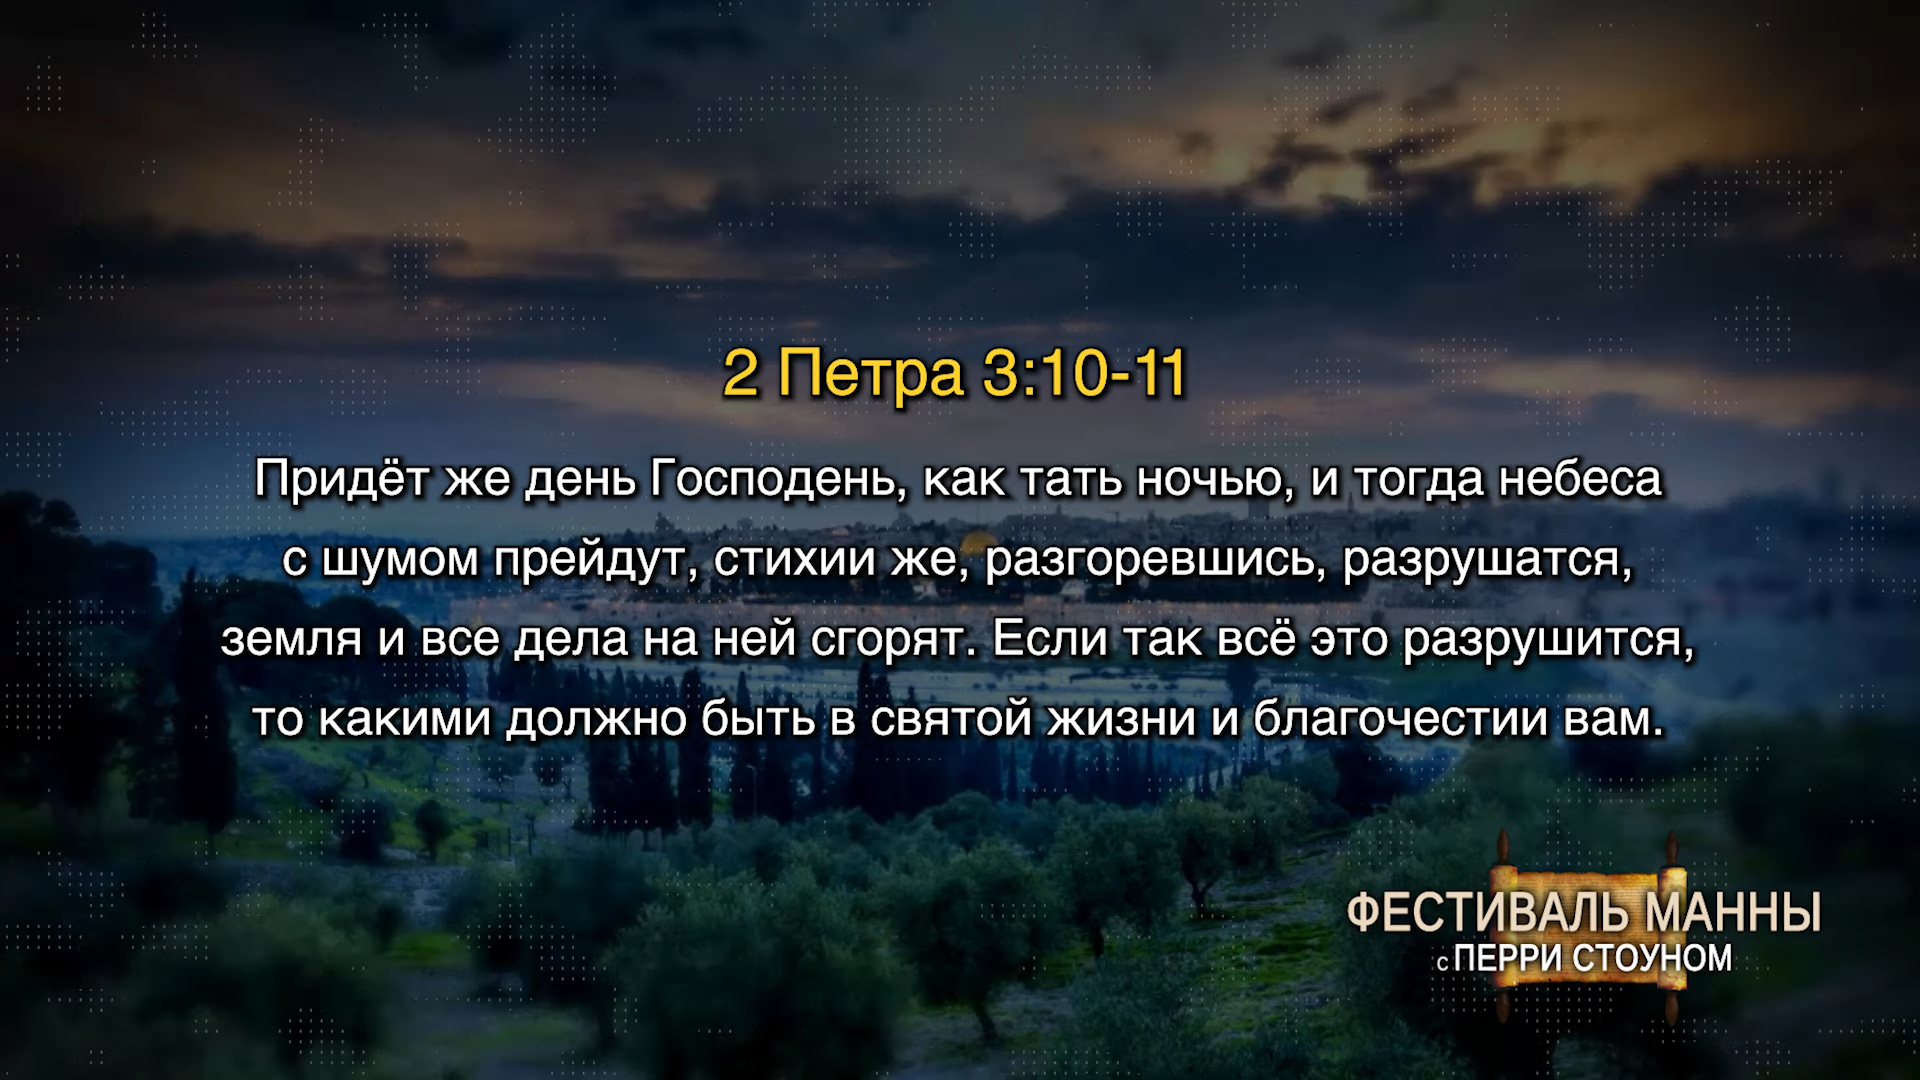 2 Петра 3:10-11
Придёт же день Господень, как тать ночью, и тогда небеса
с шумом прейдут, стихии же, разгоревшись, разрушатся,
земля и все дела на ней сгорят. Если так всё это разрушится,
то какими должно быть в святой жизни и благочестии вам.
ФЕСТИВАЛЬ МАННЫ
с ПЕРРИ СТОУНОМ